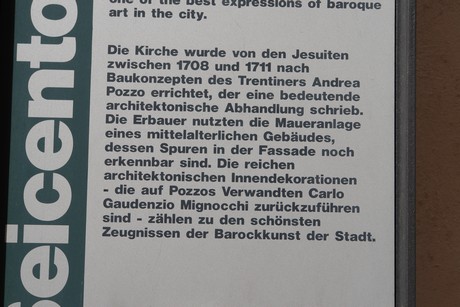 one of the best expressions of baroque
art in the city.
Die Kirche wurde von den Jesuiten
zwischen 1708 und 1711 nach
Baukonzepten des Trentiners Andrea
Pozzo errichtet, der eine bedeutende
architektonische Abhandlung schrieb.
Die Erbauer nutzten die Maueranlage
eines mittelalterlichen Gebäudes,
dessen Spuren in der Fassade noch
erkennbar sind. Die reichen
architektonischen Innendekorationen
- die auf Pozzos Verwandten Carlo
Gaudenzio Mignocchi zurückzuführen
sind - zählen zu den schönsten
Zeugnissen der Barockkunst der Stadt.
Seicento